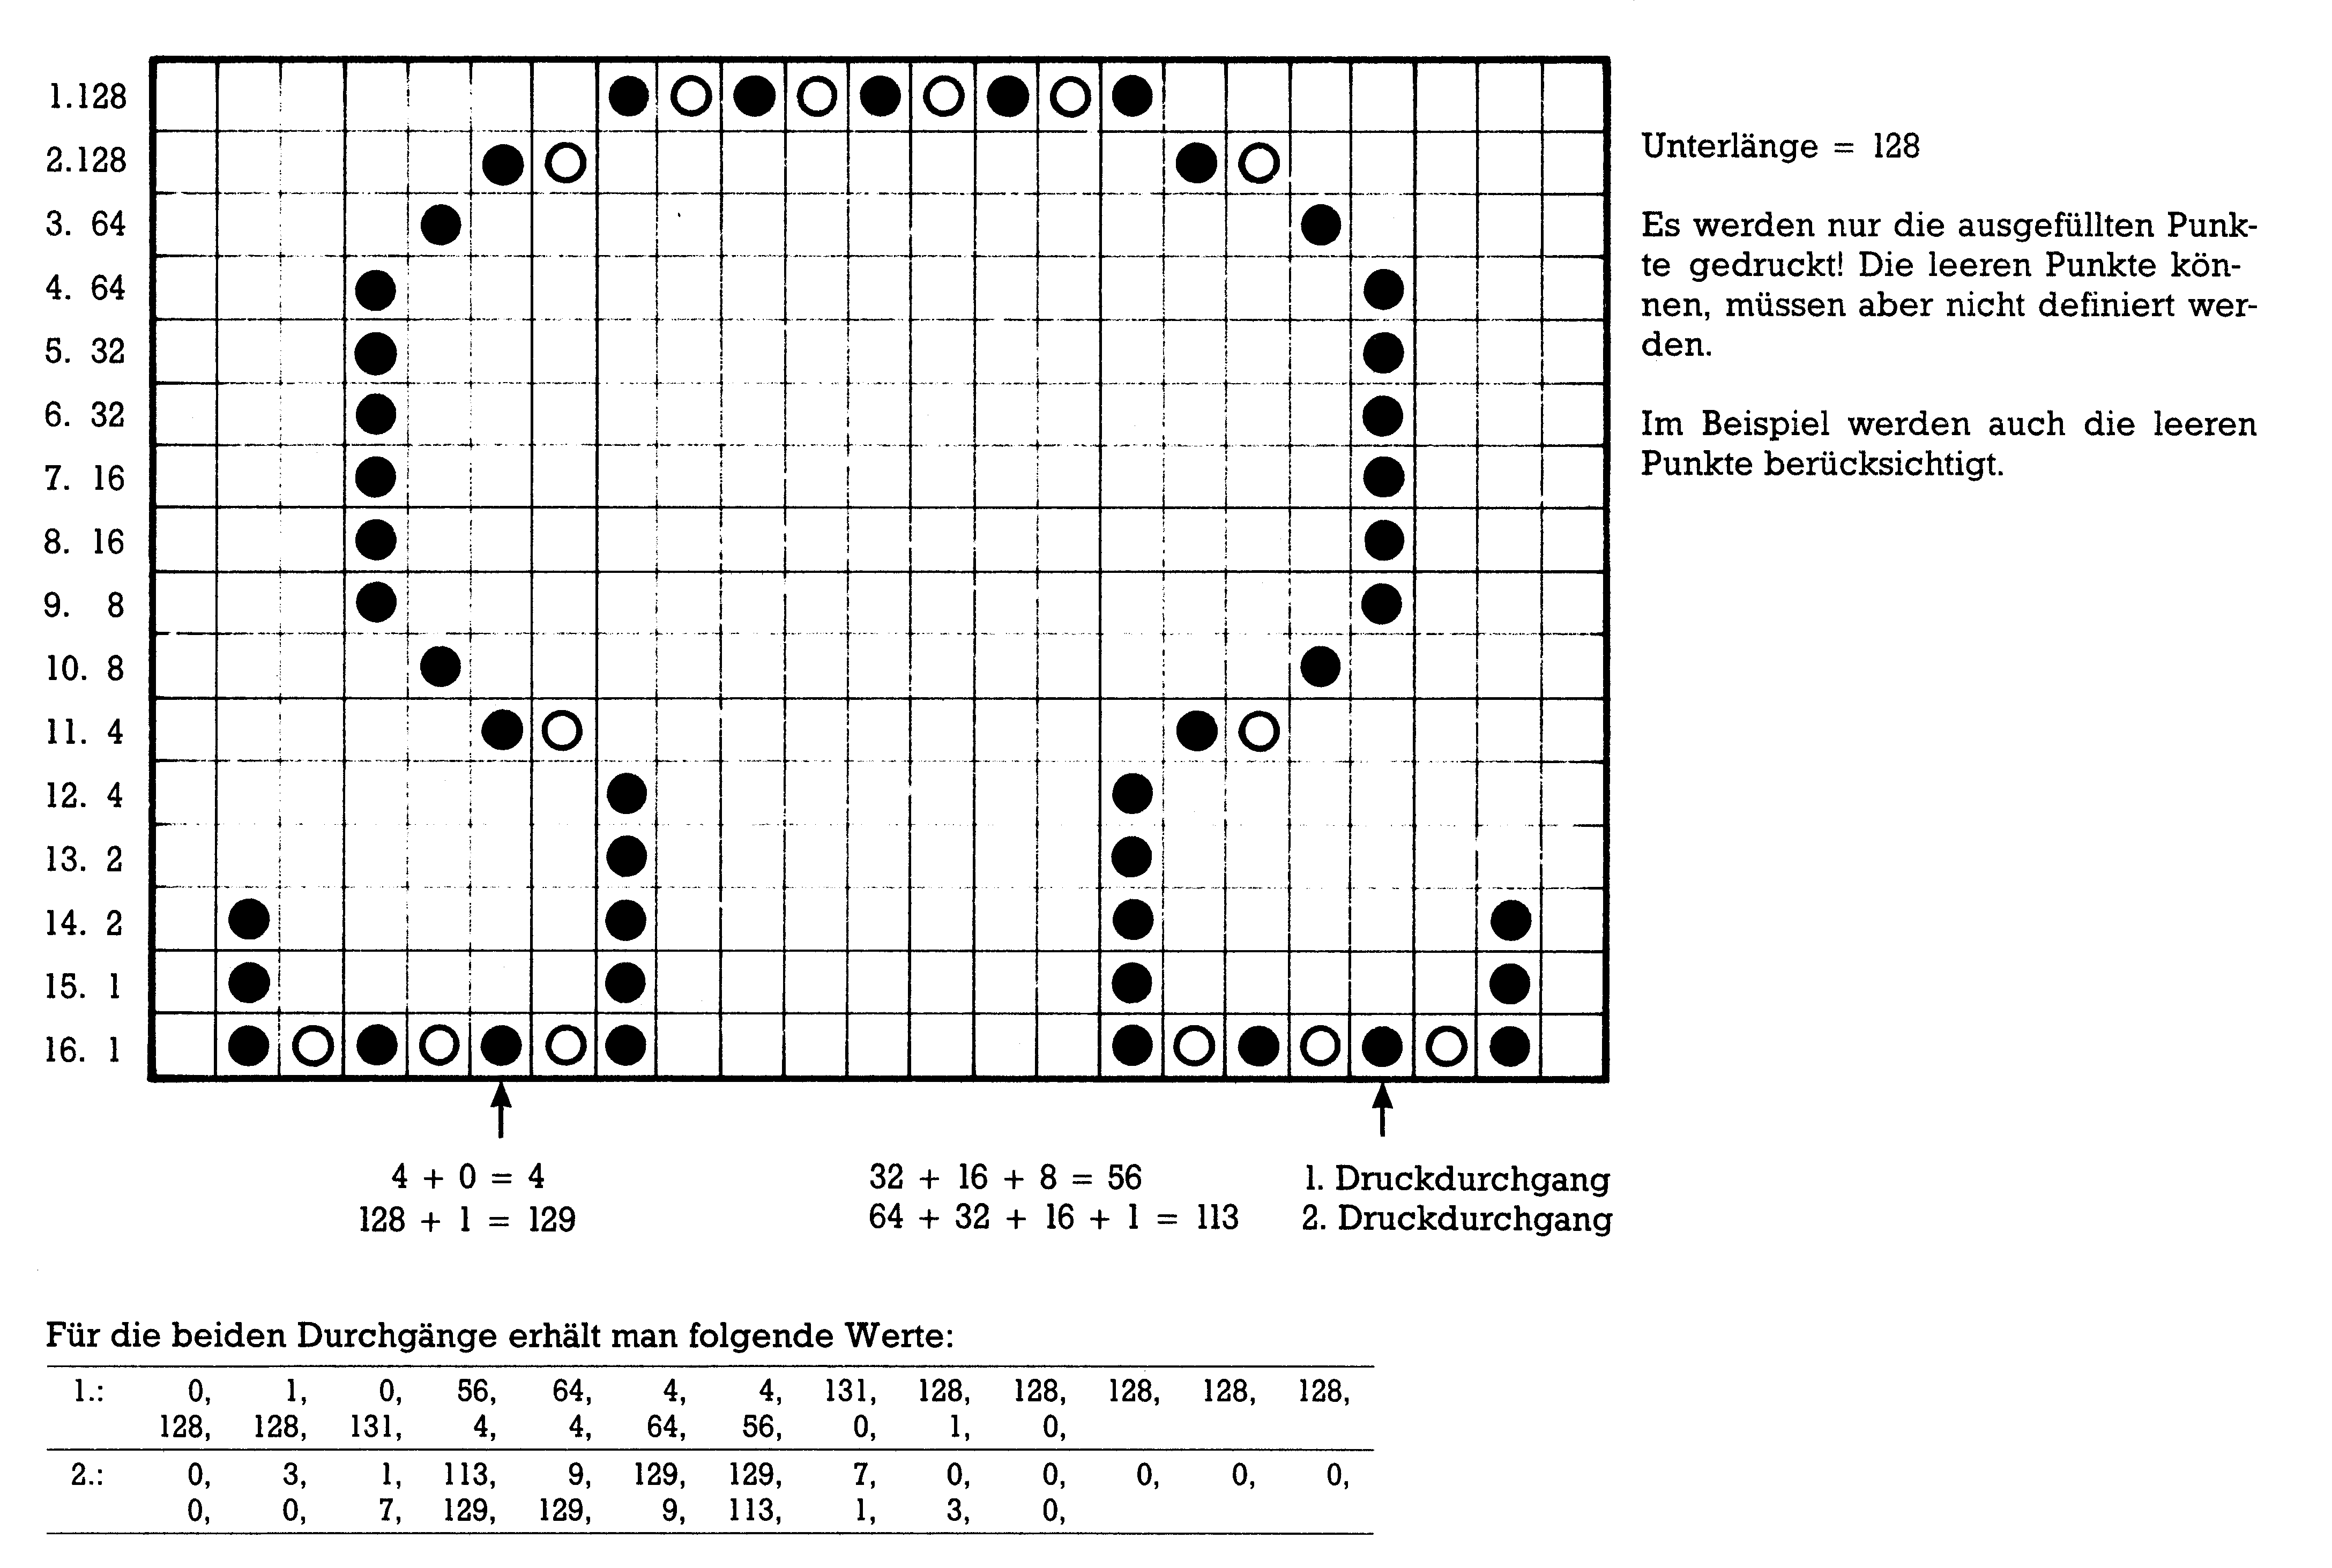 1.128
2.128
3. 64
4. 64
5. 32
6. 32
7. 16
8. 16
9. 8
10. 8
11. 4
12. 4
13. 2
14. 2
15. 1
16. 1
Unterlänge = 128
Es werden nur die ausgefüllten Punk-
te gedruckt! Die leeren Punkte kön-
nen, müssen aber nicht definiert wer-
den.
Im Beispiel werden auch die leeren
Punkte berücksichtigt.
4 + 0 = 4 32 + 16 + 8 = 56 1. Druckdurchgang
128 + 1 = 129 64 + 32 + 16 + 1 = 113 2. Druckdurchgang
Für die beiden Durchgänge erhält man folgende Werte:
1.: 0, 1, 0, 56, 64, 4, 4, 131, 128, 128, 128, 128, 128,
128, 128, 131, 4, 4, 64, 56, 0, 1, 0,
2.: 0, 3, 1, 113, 9, 129, 129, 7, 0, 0, 0, 0, 0,
0, 0, 7, 129, 129, 9, 113, 1, 3, 0,